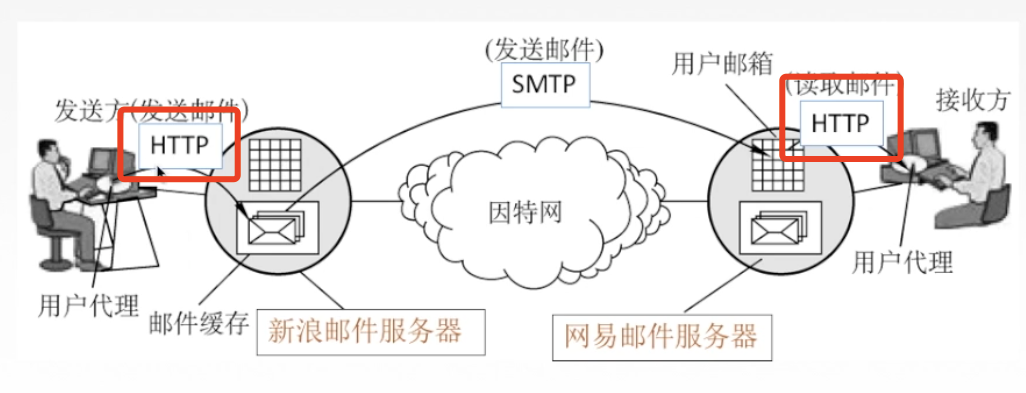 (发送邮件)
SMTP
用户邮箱
(读取邮件)
HTTP
接收方
发送方(发送邮件)
HTTP
因特网
用户代理
用户代理
邮件缓存
新浪邮件服务器
网易邮件服务器